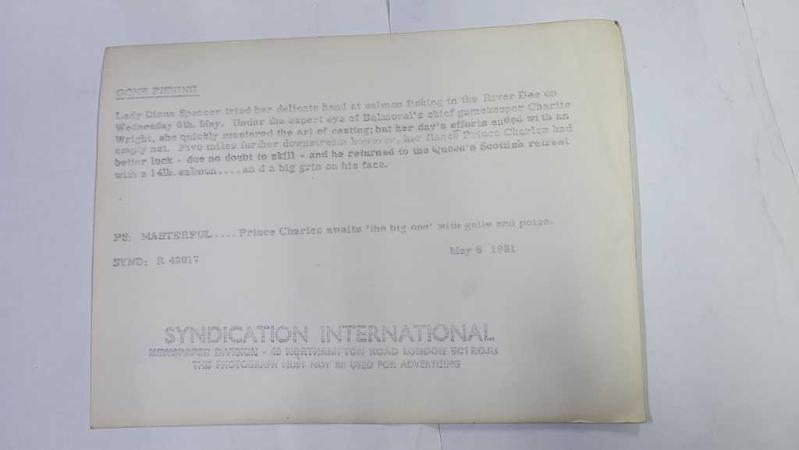 GONE FISHING
Lady Diana Spencer tried her delicate hand at salmon fishing in the River Dee on
Wednesday 6th. May. Under the expert eye of Balmoral's chief gamekeeper Charlie
Wright, she quickly mastered the art of casting; but her day's efforts ended with an
empty net. Five miles further downstream however, her fiance Prince Charles had
better luck - due no doubt to skill - and he returned to the Queen's Scottish retreat
with a 14lb. salmon....and a big grin on his face.
PS: MASTERFUL....Prince Charles awaits 'the big one' with guile and poise.
SYND: R 42017
May 8 1981
SYNDICATION INTERNATIONAL
NEWSPAPER DIVISION - 40 NORTHAMPTON ROAD LONDON
THIS PHOTOGRAPH MUST NOT BE USED FOR ADVERTISING